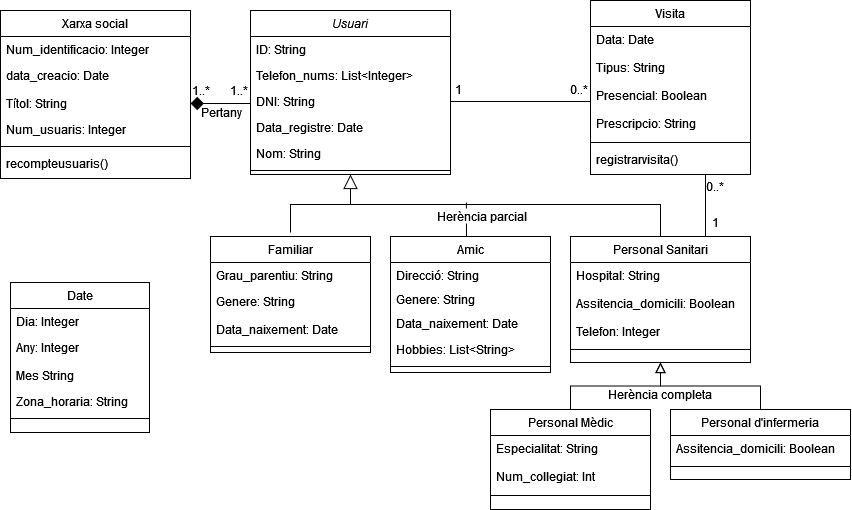 Xarxa social
Num_identificacio: Integer
data_creacio: Date
Títol: String
Num_usuaris: Integer
recompteusuaris()
1..*
1..*
Pertany
Usuari
ID: String
Telefon_nums: List<Integer>
DNI: String
Data_registre: Date
Nom: String
1
0..*
Visita
Data: Date
Tipus: String
Presencial: Boolean
Prescripcio: String
registrarvisita()
0..*
1
Herència parcial
Familiar
Grau_parentiu: String
Genere: String
Data_naixement: Date
Amic
Direcció: String
Genere: String
Data_naixement: Date
Hobbies: List<String>
Personal Sanitari
Hospital: String
Assitencia_domicili: Boolean
Telefon: Integer
Date
Dia: Integer
Any: Integer
Mes String
Zona_horaria: String
Herència completa
Personal Mèdic
Especialitat: String
Num_collegiat: Int
Personal d'infermeria
Assitencia_domicili: Boolean